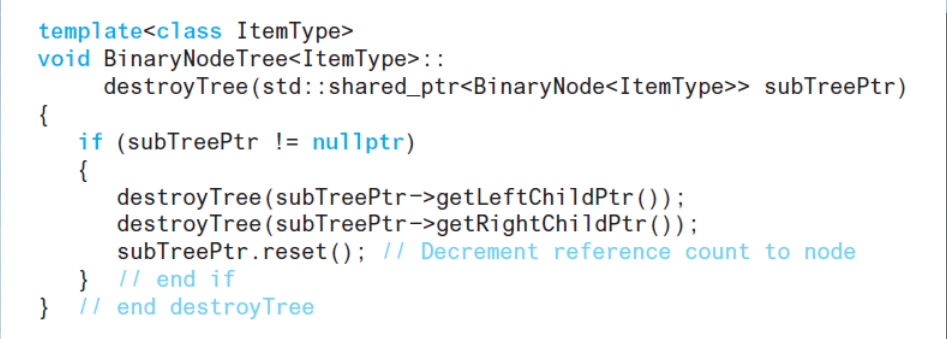 template<class ItemType>
void BinaryNodeTree<ItemType>::
destroyTree(std::shared_ptr<BinaryNode<ItemType>> subTreePtr)
{
if (subTreePtr != nullptr)
{
destroyTree(subTreePtr->getLeftChildPtr());
destroyTree(subTreePtr->getRightChildPtr());
subTreePtr.reset(); // Decrement reference count to node
} // end if
} // end destroyTree